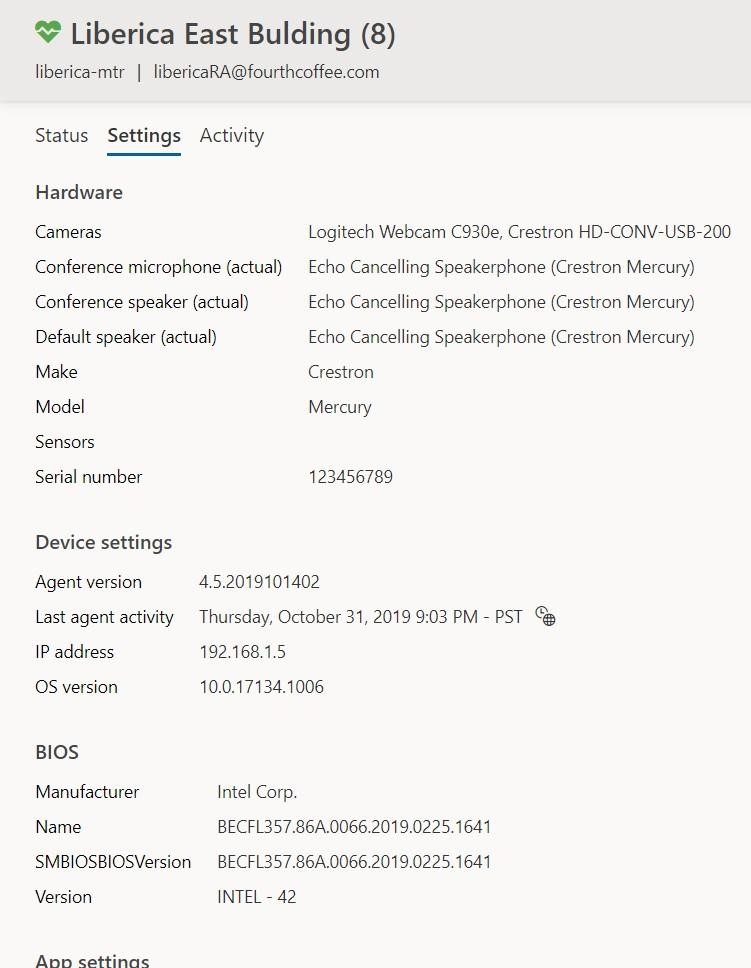 Liberica East Bulding (8)
liberica-mtr | libericaRA@fourthcoffee.com
Status Settings Activity
Hardware
Cameras Logitech Webcam C930e, Crestron HD-CONV-USB-200
Conference microphone (actual) Echo Cancelling Speakerphone (Crestron Mercury)
Conference speaker (actual) Echo Cancelling Speakerphone (Crestron Mercury)
Default speaker (actual) Echo Cancelling Speakerphone (Crestron Mercury)
Make Crestron
Model Mercury
Sensors
Serial number 123456789
Device settings
Agent version 4.5.2019101402
Last agent activity Thursday, October 31, 2019 9:03 PM - PST
IP address 192.168.1.5
OS version 10.0.17134.1006
BIOS
Manufacturer Intel Corp.
Name BECFL357.86A.0066.2019.0225.1641
SMBIOSBIOSVersion BECFL357.86A.0066.2019.0225.1641
Version INTEL - 42
App settings